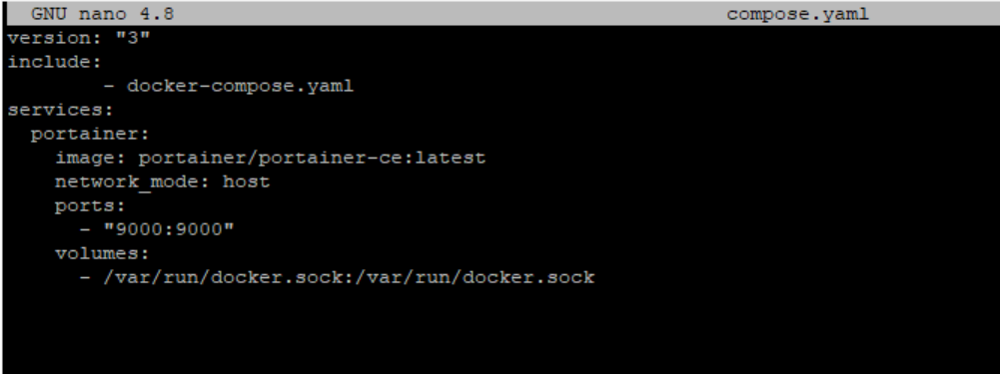 GNU nano 4.8 compose.yaml
version: "3"
include:
        - docker-compose.yaml
services:
  portainer:
    image: portainer/portainer-ce:latest
    network_mode: host
    ports:
      - "9000:9000"
    volumes:
      - /var/run/docker.sock:/var/run/docker.sock